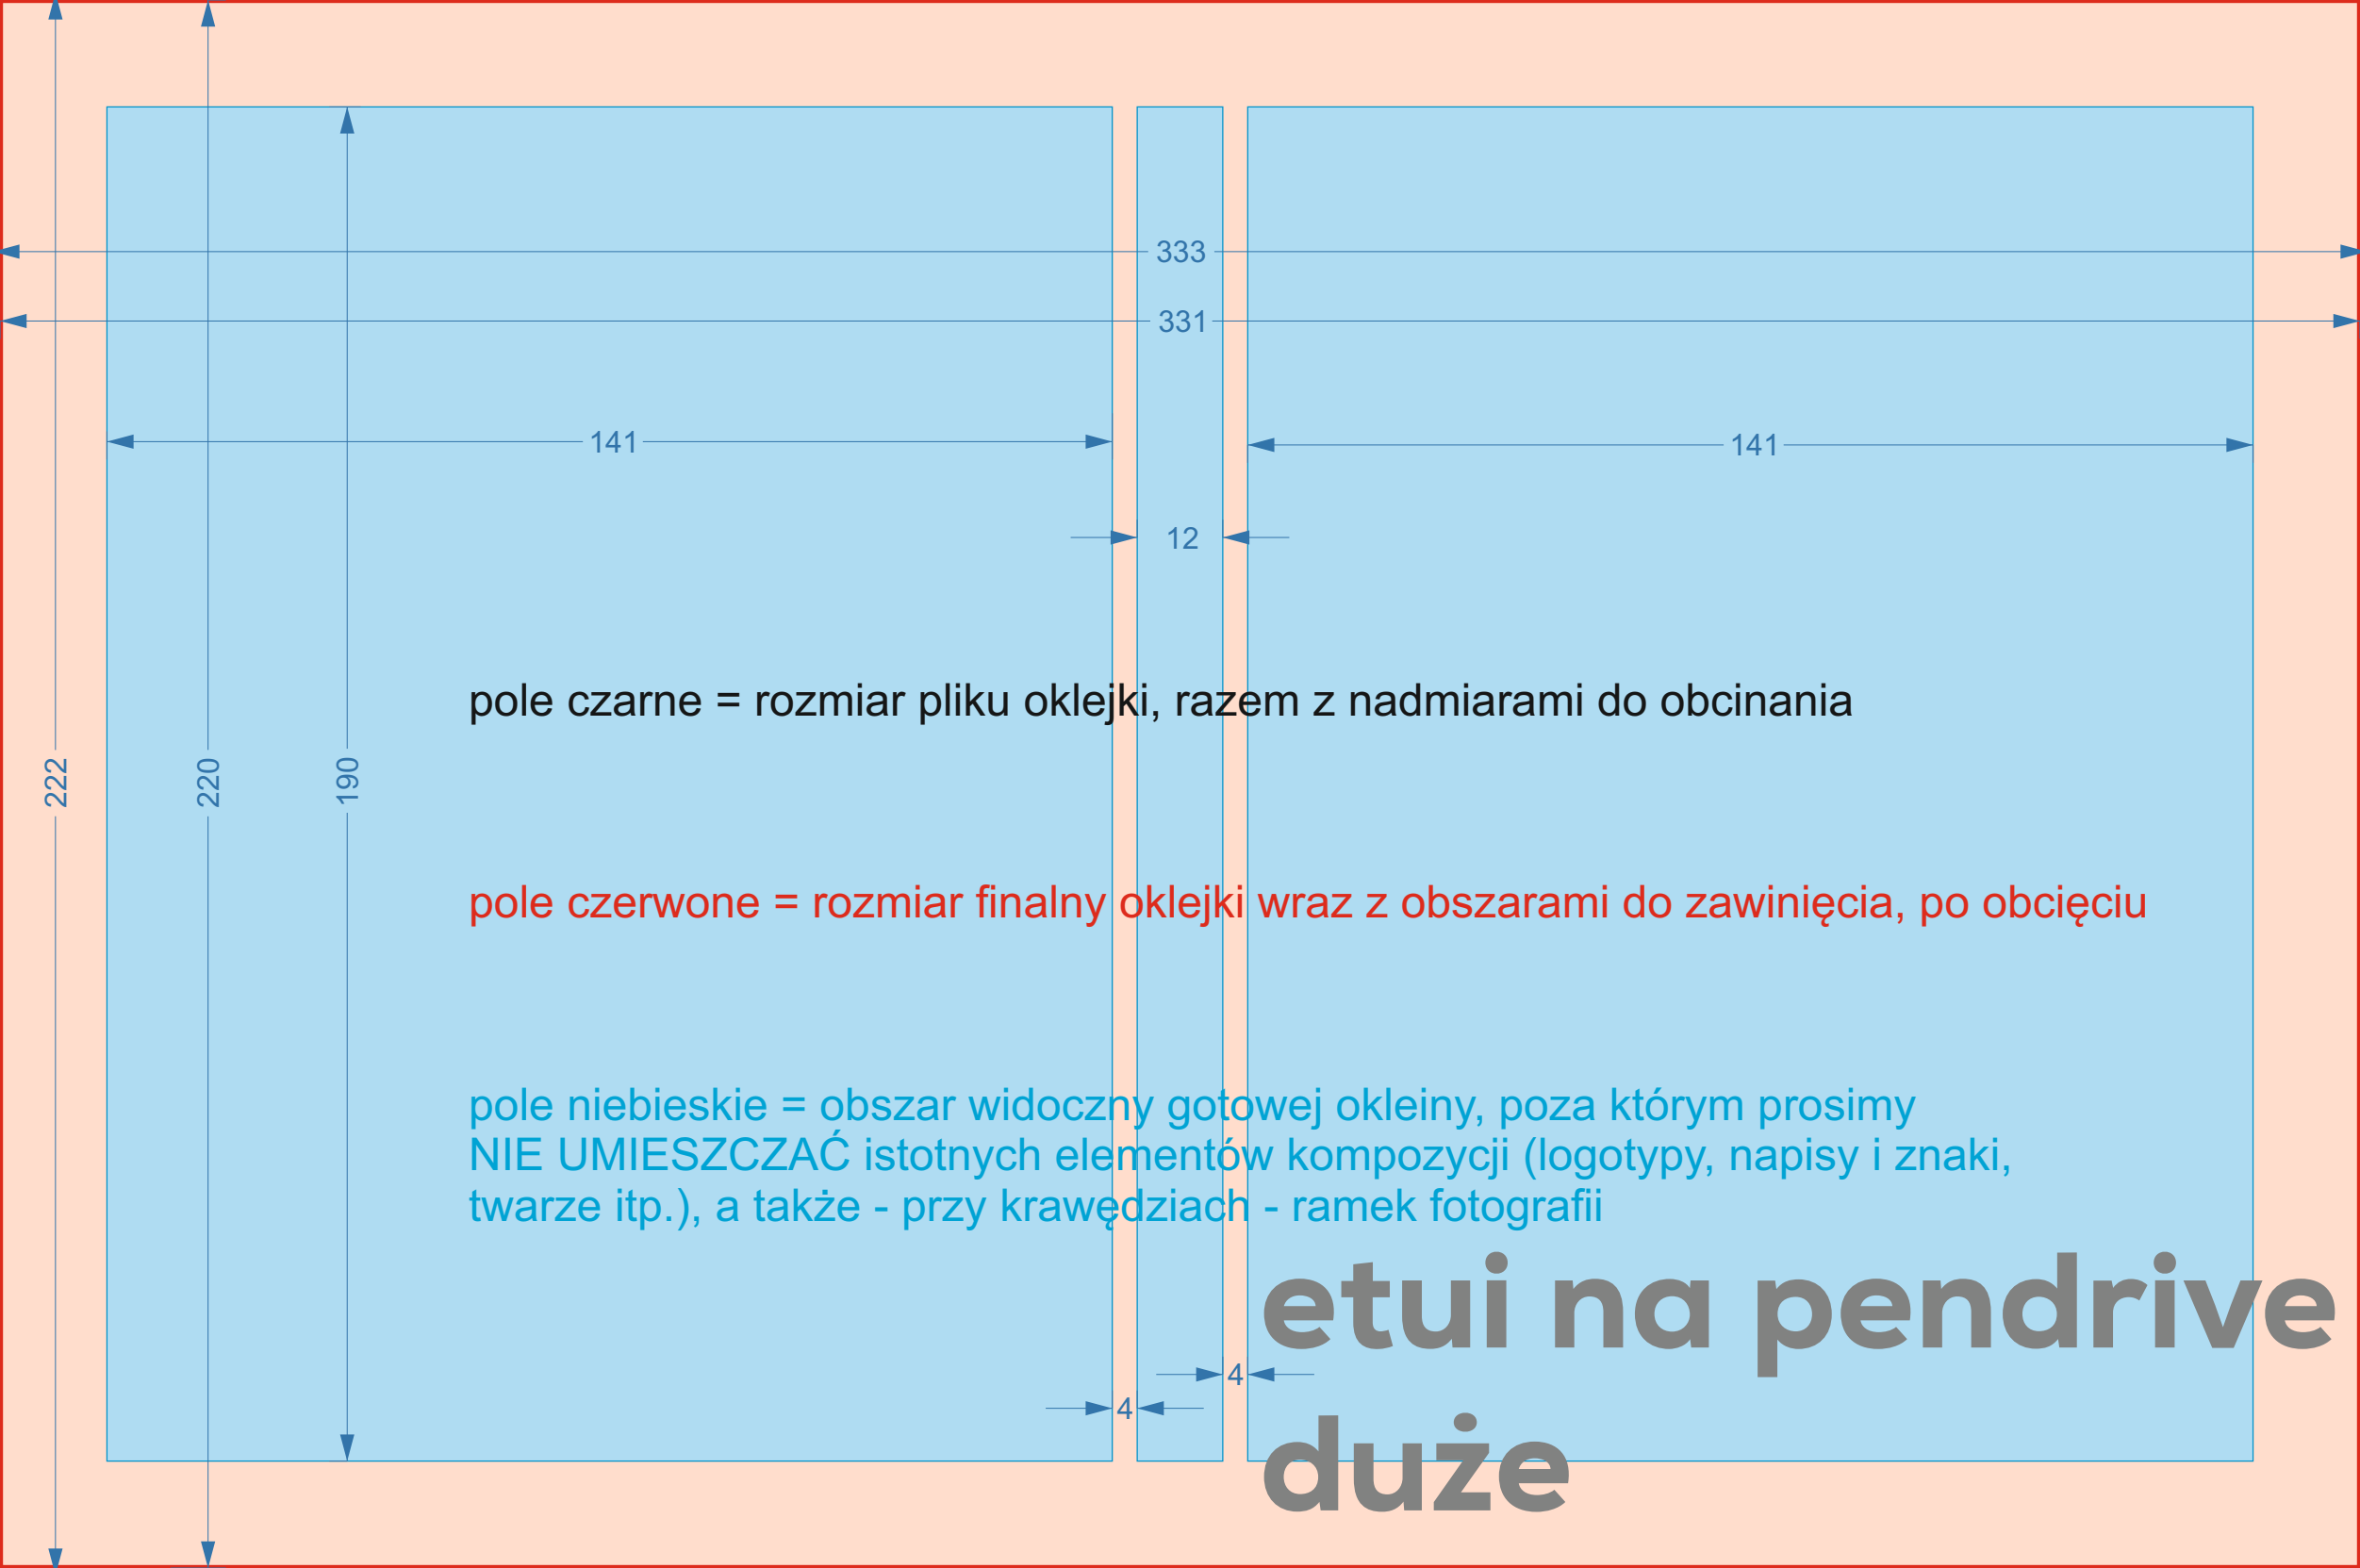 333
331
141
141
12
pole czarne = rozmiar pliku oklejki, razem z nadmiarami do obcinania
222
220
190
pole czerwone = rozmiar finalny oklejki wraz z obszarami do zawinięcia, po obcięciu
pole niebieskie = obszar widoczny gotowej okleiny, poza którym prosimy
NIE UMIESZCZAĆ istotnych elementów kompozycji (logotypy, napisy i znaki,
twarze itp.), a także - przy krawędziach - ramek fotografii
etui na pendrive
duże
4
4